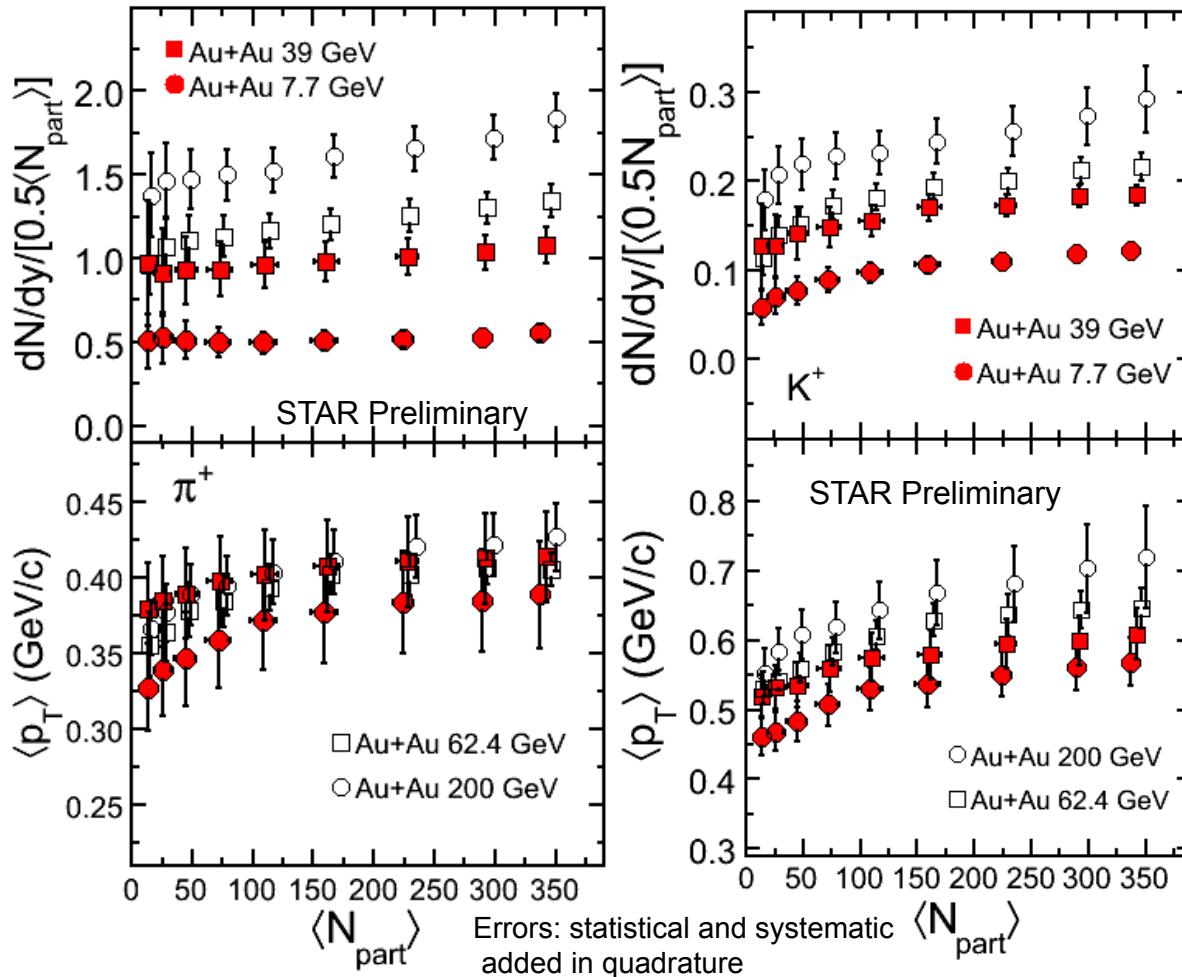 dN/dy/[0.5⟨N_part⟩]
2.0
1.5
1.0
0.5
0.0
Au+Au 39 GeV
Au+Au 7.7 GeV
STAR Preliminary
dN/dy/[⟨0.5N_part⟩]
0.3
0.2
0.1
0.0
Au+Au 39 GeV
Au+Au 7.7 GeV
K⁺
⟨p_T⟩ (GeV/c)
0.45
0.40
0.35
0.30
0.25
π⁺
Au+Au 62.4 GeV
Au+Au 200 GeV
0 50 100 150 200 250 300 350
⟨N_part⟩
⟨p_T⟩ (GeV/c)
0.8
0.7
0.6
0.5
0.4
0.3
STAR Preliminary
Au+Au 200 GeV
Au+Au 62.4 GeV
0 50 100 150 200 250 300 350
⟨N_part⟩
Errors: statistical and systematic
added in quadrature